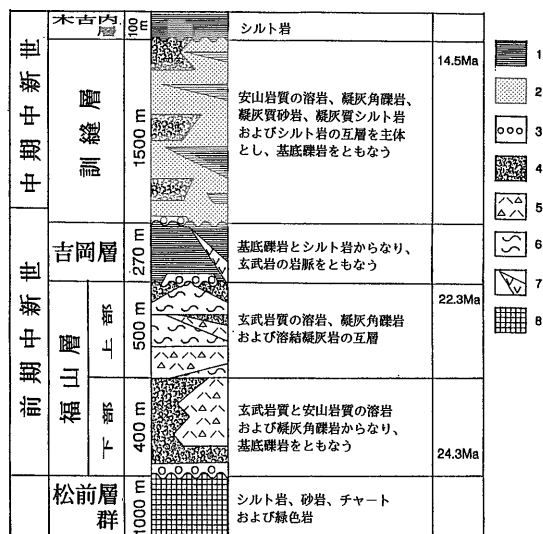 中期中新世
前期中新世
層
訓縫層
吉岡層
福山層
上部
下部
松前層
群
100m
1500 m
270 m
500 m
400 m
1000 m
シルト岩
安山岩質の溶岩、凝灰角礫岩、
凝灰質砂岩、凝灰質シルト岩
およびシルト岩の互層を主体
とし、基底礫岩をともなう
基底礫岩とシルト岩からなり、
玄武岩の岩脈をともなう
玄武岩質の溶岩、凝灰角礫岩
および溶結凝灰岩の互層
玄武岩質と安山岩質の溶岩
および凝灰角礫岩からなり、
基底礫岩をともなう
シルト岩、砂岩、チャート
および緑色岩
14.5Ma
22.3Ma
24.3Ma
1
2
3
4
5
6
7
8